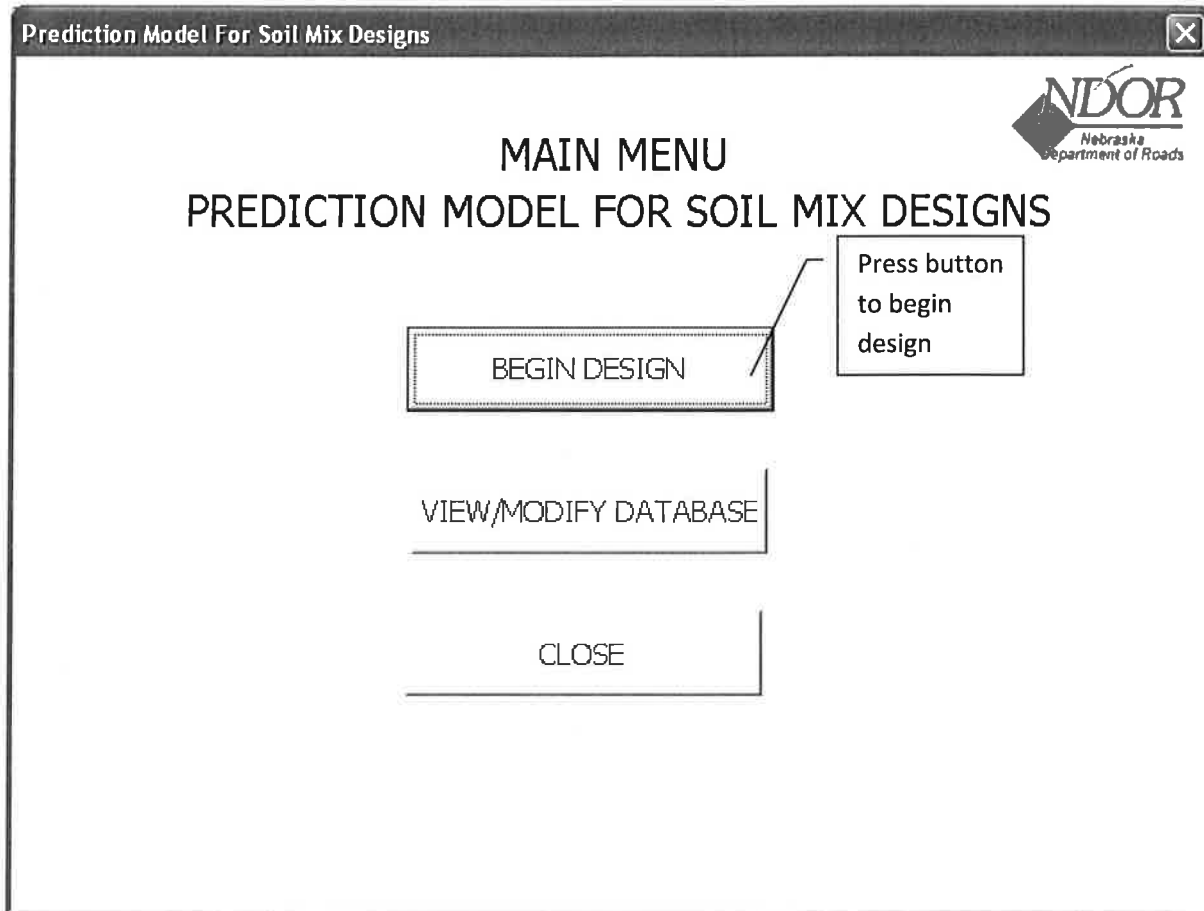 Prediction Model For Soil Mix Designs
NDOR
Nebraska
Department of Roads
MAIN MENU
PREDICTION MODEL FOR SOIL MIX DESIGNS
Press button
to begin
design
BEGIN DESIGN
VIEW/MODIFY DATABASE
CLOSE